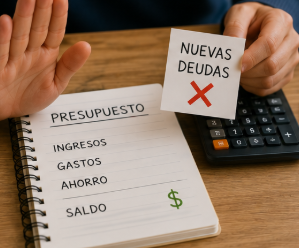 NUEVAS
DEUDAS
PRESUPUESTO
INGRESOS
GASTOS
AHORRO
SALDO
$